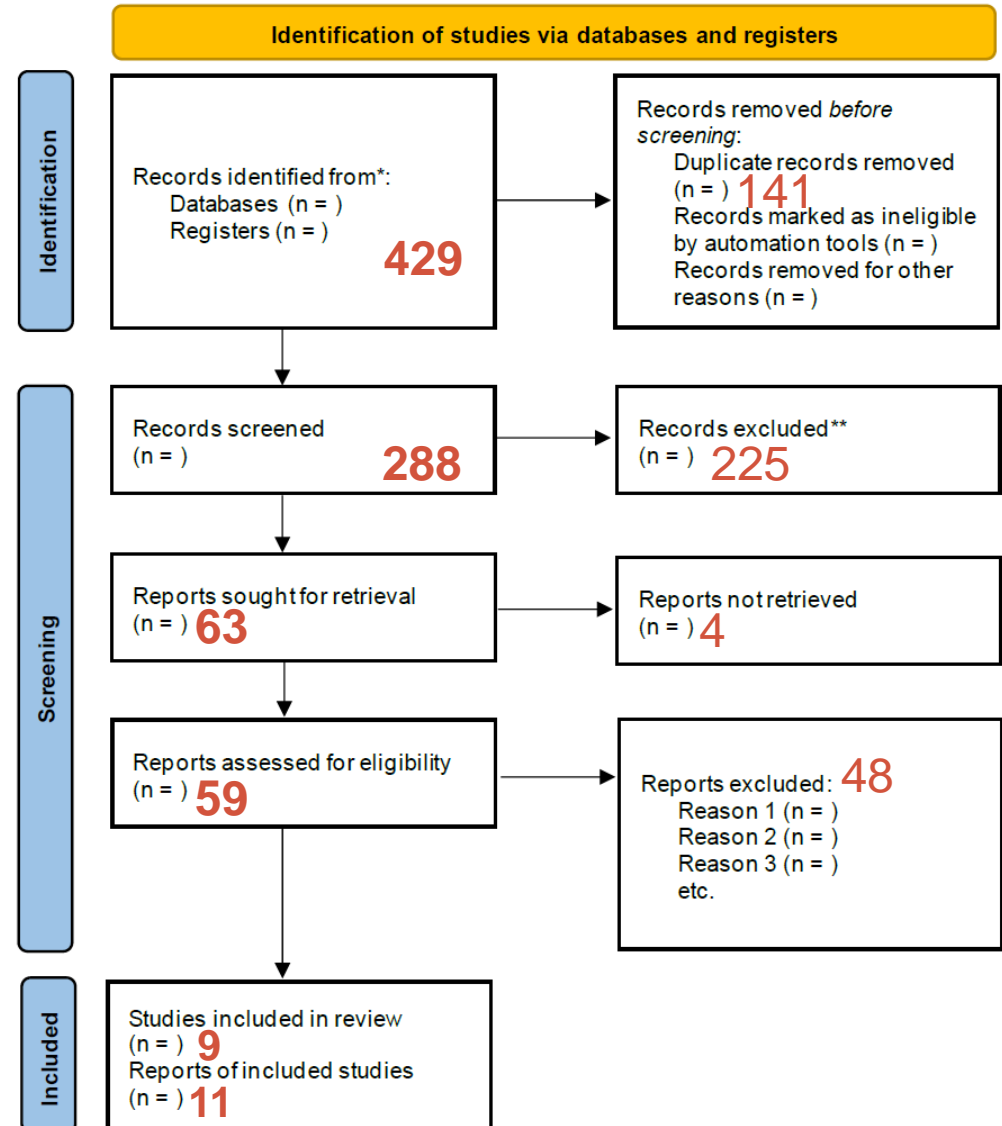 Identification of studies via databases and registers
Identification
Records identified from*:
Databases (n = )
Registers (n = )
429
Records removed before
screening:
Duplicate records removed
(n = ) 141
Records marked as ineligible
by automation tools (n = )
Records removed for other
reasons (n = )
Screening
Records screened
(n = )
288
Records excluded**
(n = ) 225
Reports sought for retrieval
(n = ) 63
Reports not retrieved
(n = ) 4
Reports assessed for eligibility
(n = ) 59
Reports excluded: 48
Reason 1 (n = )
Reason 2 (n = )
Reason 3 (n = )
etc.
Included
Studies included in review
(n = ) 9
Reports of included studies
(n = ) 11